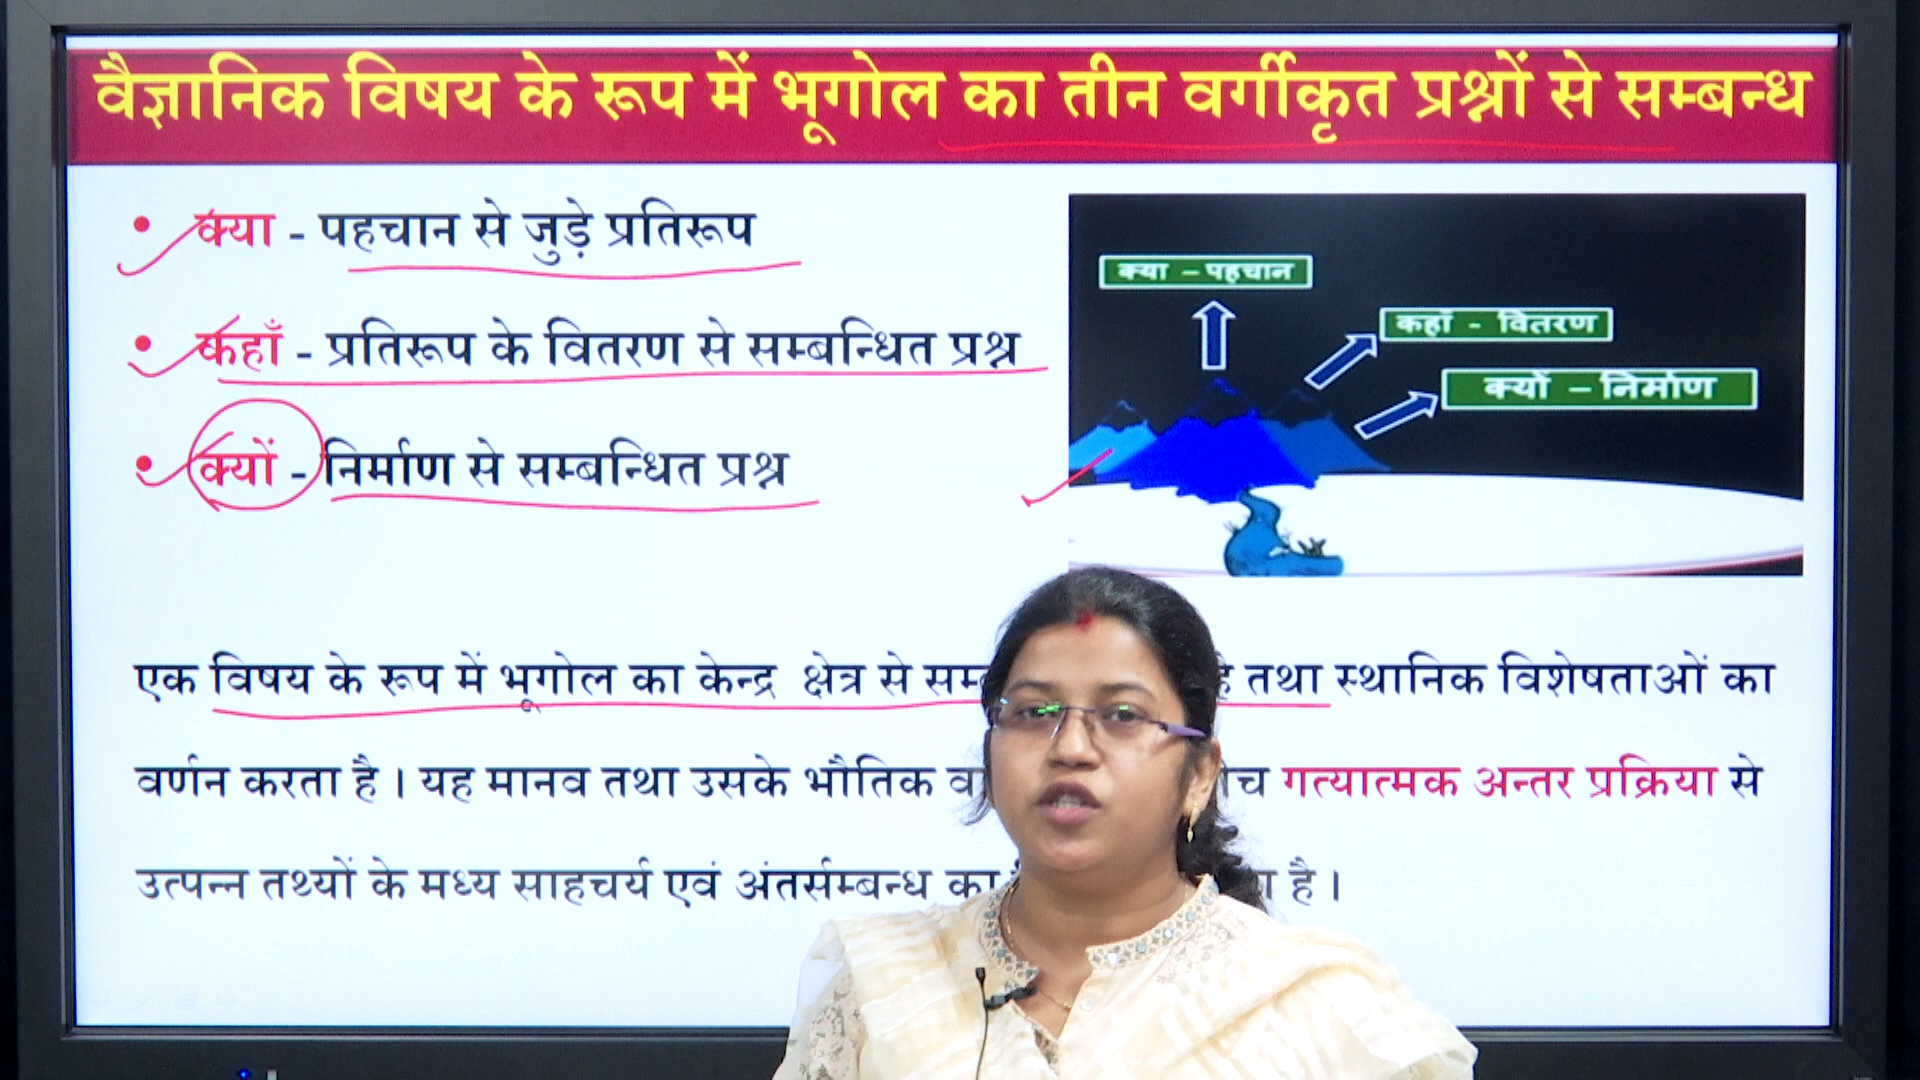 वैज्ञानिक विषय के रूप में भूगोल का तीन वर्गीकृत प्रश्नों से सम्बन्ध
• क्या - पहचान से जुड़े प्रतिरूप
• कहाँ - प्रतिरूप के वितरण से सम्बन्धित प्रश्न
• क्यों - निर्माण से सम्बन्धित प्रश्न
क्या – पहचान
कहाँ - वितरण
क्यों – निर्माण
एक विषय के रूप में भूगोल का केन्द्र क्षेत्र से तथा स्थानिक विशेषताओं का
वर्णन करता है । यह मानव तथा उसके भौतिक गत्यात्मक अन्तर प्रक्रिया से
उत्पन्न तथ्यों के मध्य साहचर्य एवं अंतर्सम्बन्ध का है ।